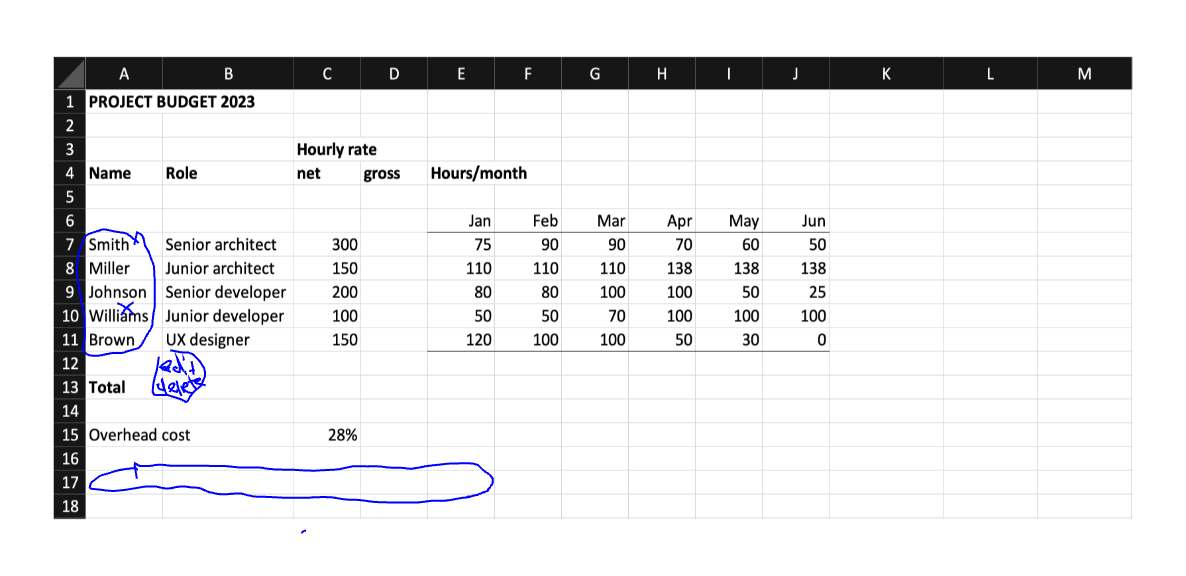 A B C D E F G H I J K L M
1 PROJECT BUDGET 2023
2
3 Hourly rate
4 Name Role net gross Hours/month
5
6 Jan Feb Mar Apr May Jun
7 Smith Senior architect 300 75 90 90 70 60 50
8 Miller Junior architect 150 110 110 110 138 138 138
9 Johnson Senior developer 200 80 80 100 100 50 25
10 Williams Junior developer 100 50 50 70 100 100 100
11 Brown UX designer 150 120 100 100 50 30 0
12 edit
13 Total delete
14
15 Overhead cost 28%
16
17
18